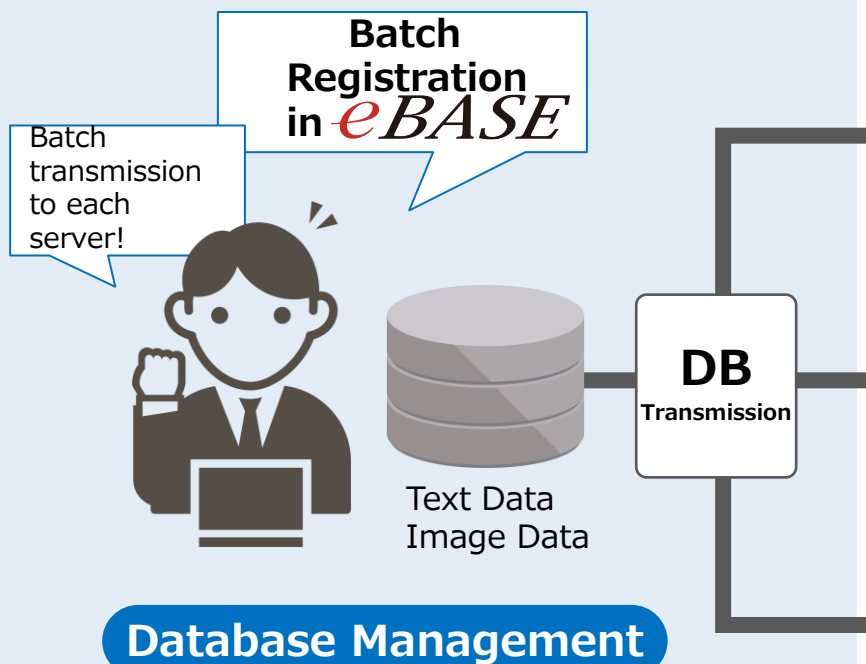 Batch
Registration
in eBASE
Batch
transmission
to each
server!
DB
Transmission
Text Data
Image Data
Database Management